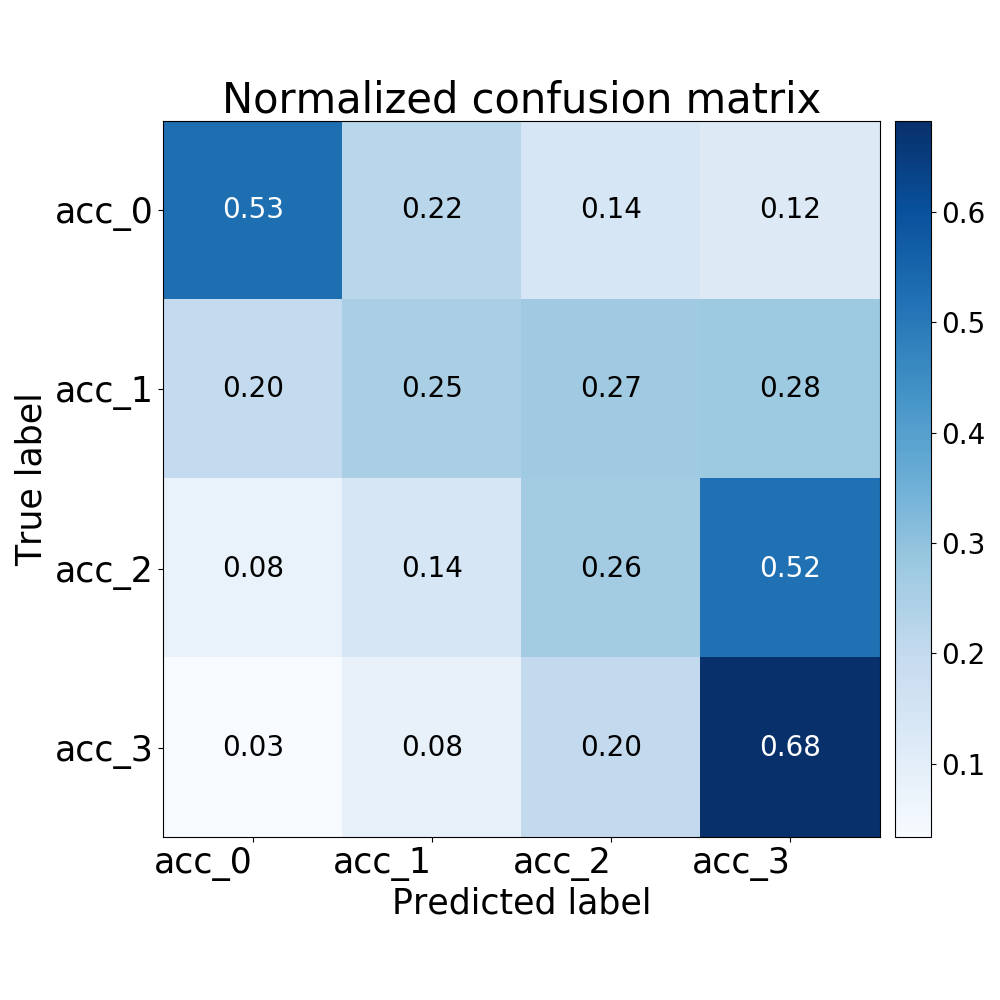 Normalized confusion matrix
True label
acc_0 0.53 0.22 0.14 0.12
acc_1 0.20 0.25 0.27 0.28
acc_2 0.08 0.14 0.26 0.52
acc_3 0.03 0.08 0.20 0.68
acc_0 acc_1 acc_2 acc_3
Predicted label
0.6
0.5
0.4
0.3
0.2
0.1